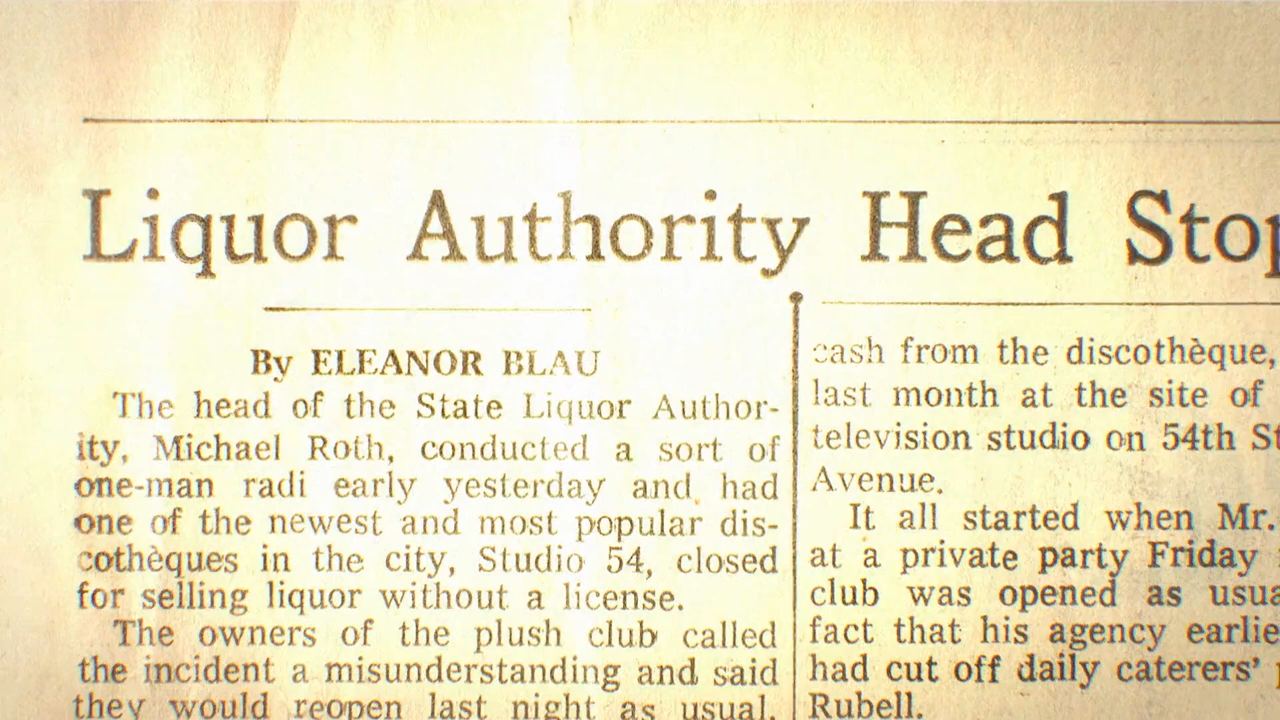 Liquor Authority Head Stop
By ELEANOR BLAU
The head of the State Liquor Author-
ity, Michael Roth, conducted a sort of
one-man radi early yesterday and had
one of the newest and most popular dis-
cothèques in the city, Studio 54, closed
for selling liquor without a license.
The owners of the plush club called
the incident a misunderstanding and said
they would reopen last night as usual.
cash from the discothèque,
last month at the site of
television studio on 54th St
Avenue.
It all started when Mr.
at a private party Friday
club was opened as usua
fact that his agency earlie
had cut off daily caterers'
Rubell.